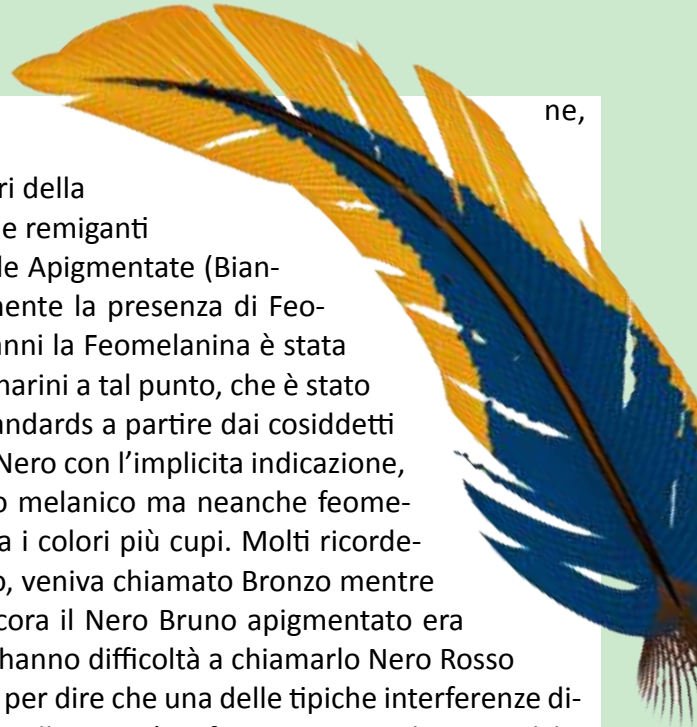 ne,
ri della
e remiganti
le Apigmentate (Bian-
nente la presenza di Feo-
nni la Feomelanina è stata
narini a tal punto, che è stato
andards a partire dai cosiddetti
Nero con l’implicita indicazione,
o melanico ma neanche feome-
a i colori più cupi. Molti ricorde-
o, veniva chiamato Bronzo mentre
cora il Nero Bruno apigmentato era
hanno difficoltà a chiamarlo Nero Rosso
per dire che una delle tipiche interferenze di-